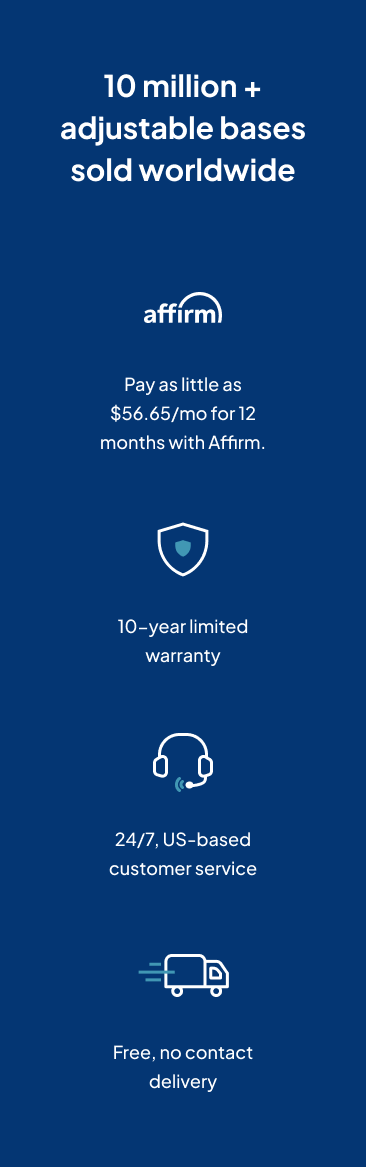 10 million +
adjustable bases
sold worldwide
affirm
Pay as little as
$56.65/mo for 12
months with Affirm.
10-year limited
warranty
24/7, US-based
customer service
Free, no contact
delivery